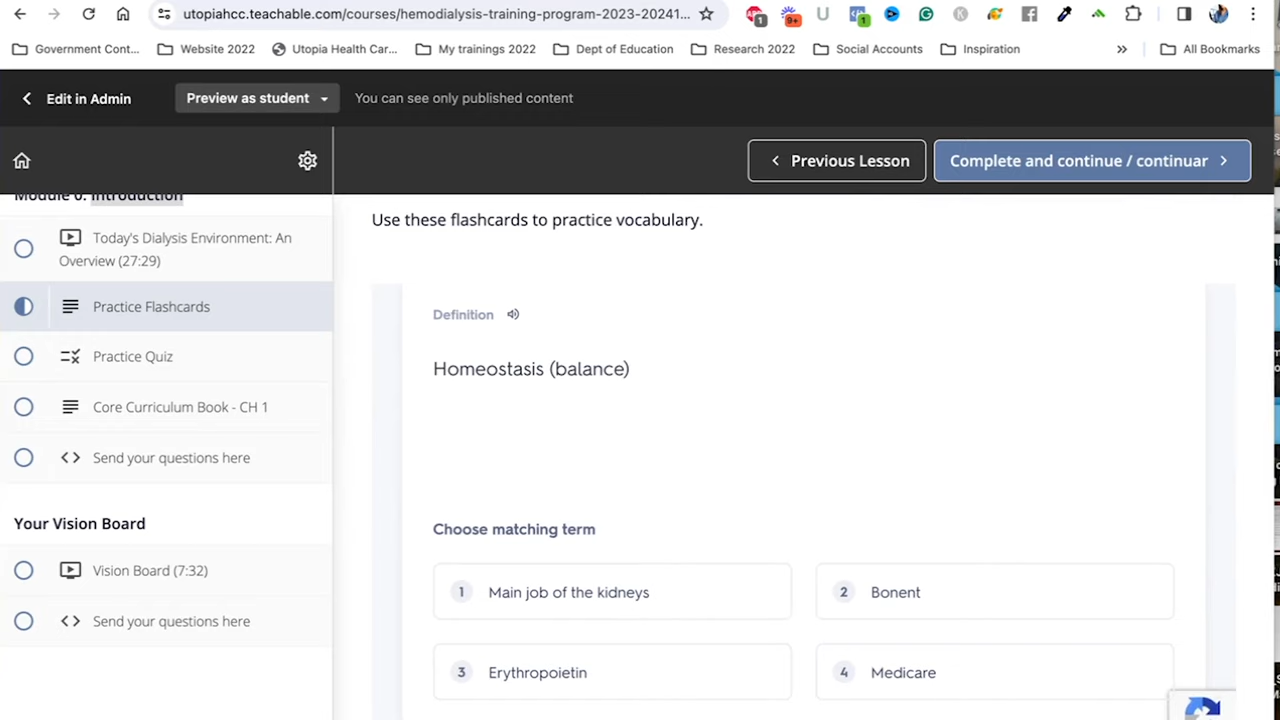 utopiahcc.teachable.com/courses/hemodialysis-training-program-2023-20241...
1
9+
1
Government Cont...
Website 2022
Utopia Health Car...
My trainings 2022
Dept of Education
Research 2022
Social Accounts
Inspiration
»
All Bookmarks
Edit in Admin
Preview as student
You can see only published content
Previous Lesson
Complete and continue / continuar
Introduction
Today's Dialysis Environment: An
Overview (27:29)
Practice Flashcards
Practice Quiz
Core Curriculum Book - CH 1
Send your questions here
Your Vision Board
Vision Board (7:32)
Send your questions here
Use these flashcards to practice vocabulary.
Definition
Homeostasis (balance)
Choose matching term
1 Main job of the kidneys
2 Bonent
3 Erythropoietin
4 Medicare